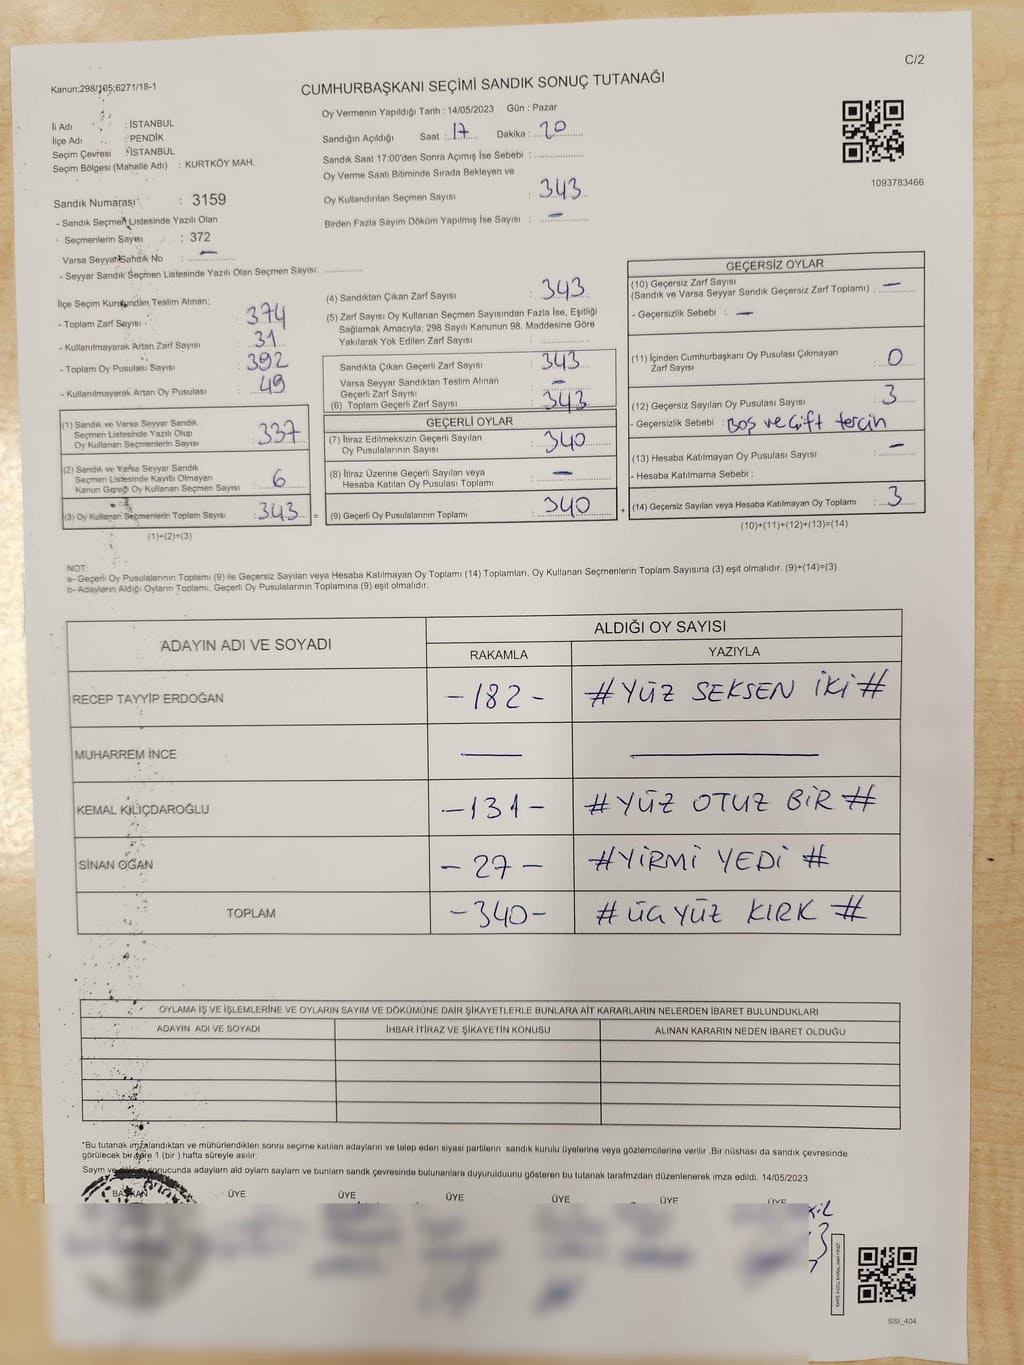 C/2
Kanun;298/105;6271/18-1
CUMHURBAŞKANI SEÇİMİ SANDIK SONUÇ TUTANAĞI
Oy Vermenin Yapıldığı Tarih : 14/05/2023 Gün : Pazar
İl Adı : İSTANBUL
İlçe Adı : PENDİK
Seçim Çevresi : İSTANBUL
Seçim Bölgesi (Mahalle Adı) : KURTKÖY MAH.
Sandığın Açıldığı Saat : 17 Dakika : 20
Sandık Saat 17:00'den Sonra Açımış İse Sebebi :
Oy Verme Saati Bitiminde Sırada Bekleyen ve
Oy Kullandırılan Seçmen Sayısı : 343
Birden Fazla Sayım Döküm Yapılmış İse Sayısı : —
1093783466
Sandık Numarası : 3159
- Sandık Seçmen Listesinde Yazılı Olan
Seçmenlerin Sayısı : 372
Varsa Seyyar Sandık No : —
- Seyyar Sandık Seçmen Listesinde Yazılı Olan Seçmen Sayısı:
İlçe Seçim Kurulundan Teslim Alınan;
- Toplam Zarf Sayısı 374
- Kullanılmayarak Artan Zarf Sayısı 31
- Toplam Oy Pusulası Sayısı 392
- Kullanılmayarak Artan Oy Pusulası 49
(1) Sandık ve Varsa Seyyar Sandık
Seçmen Listesinde Yazılı Olup
Oy Kullanan Seçmenlerin Sayısı : 337
(2) Sandık ve Varsa Seyyar Sandık
Seçmen Listesinde Kayıtlı Olmayan
Kanun Gereği Oy Kullanan Seçmen Sayısı : 6
(3) Oy Kullanan Seçmenlerin Toplam Sayısı : 343 =
(1)+(2)=(3)
(4) Sandıktan Çıkan Zarf Sayısı : 343
(5) Zarf Sayısı Oy Kullanan Seçmen Sayısından Fazla İse, Eşitliği
Sağlamak Amacıyla; 298 Sayılı Kanunun 98. Maddesine Göre
Yakılarak Yok Edilen Zarf Sayısı :
Sandıkta Çıkan Geçerli Zarf Sayısı : 343
Varsa Seyyar Sandıktan Teslim Alınan
Geçerli Zarf Sayısı : —
(6) Toplam Geçerli Zarf Sayısı : 343
GEÇERLİ OYLAR
(7) İtiraz Edilmeksizin Geçerli Sayılan
Oy Pusulalarının Sayısı : 340
(8) İtiraz Üzerine Geçerli Sayılan veya
Hesaba Katılan Oy Pusulası Toplamı : —
(9) Geçerli Oy Pusulalarının Toplamı : 340
GEÇERSİZ OYLAR
(10) Geçersiz Zarf Sayısı
(Sandık ve Varsa Seyyar Sandık Geçersiz Zarf Toplamı) : —
- Geçersizlik Sebebi : —
(11) İçinden Cumhurbaşkanı Oy Pusulası Çıkmayan
Zarf Sayısı : 0
(12) Geçersiz Sayılan Oy Pusulası Sayısı : 3
- Geçersizlik Sebebi : Boş ve Çift tercih
(13) Hesaba Katılmayan Oy Pusulası Sayısı : —
- Hesaba Katılmama Sebebi :
(14) Geçersiz Sayılan veya Hesaba Katılmayan Oy Toplamı : 3
(10)+(11)+(12)+(13)=(14)
NOT:
a- Geçerli Oy Pusulalarının Toplamı (9) ile Geçersiz Sayılan veya Hesaba Katılmayan Oy Toplamı (14) Toplamları, Oy Kullanan Seçmenlerin Toplam Sayısına (3) eşit olmalıdır. (9)+(14)=(3)
b- Adayların Aldığı Oyların Toplamı, Geçerli Oy Pusulalarının Toplamına (9) eşit olmalıdır.
ADAYIN ADI VE SOYADI ALDIĞI OY SAYISI
RAKAMLA YAZIYLA
RECEP TAYYİP ERDOĞAN -182- # YÜZ SEKSEN İKİ #
MUHARREM İNCE — —
KEMAL KILIÇDAROĞLU -131- # YÜZ OTUZ BİR #
SİNAN OĞAN -27- # YİRMİ YEDİ #
TOPLAM -340- # ÜÇ YÜZ KIRK #
OYLAMA İŞ VE İŞLEMLERİNE VE OYLARIN SAYIM VE DÖKÜMÜNE DAİR ŞİKAYETLERLE BUNLARA AİT KARARLARIN NELERDEN İBARET BULUNDUKLARI
ADAYIN ADI VE SOYADI İHBAR İTİRAZ VE ŞİKAYETİN KONUSU ALINAN KARARIN NEDEN İBARET OLDUĞU
*Bu tutanak imzalandıktan ve mühürlendikten sonra seçime katılan adayların ve talep eden siyasi partilerin sandık kurulu üyelerine veya gözlemcilerine verilir .Bir nüshası da sandık çevresinde
görülecek bir yere 1 (bir ) hafta süreyle asılır.
Saym ve döküm sonucunda adaylarn ald oylarn saylarn ve bunlarn sandk çevresinde bulunanlara duyurulduunu gösteren bu tutanak tarafmzdan düzenlenerek imza edildi. 14/05/2023
BAŞKAN ÜYE ÜYE ÜYE ÜYE ÜYE ÜYE
SSI_404